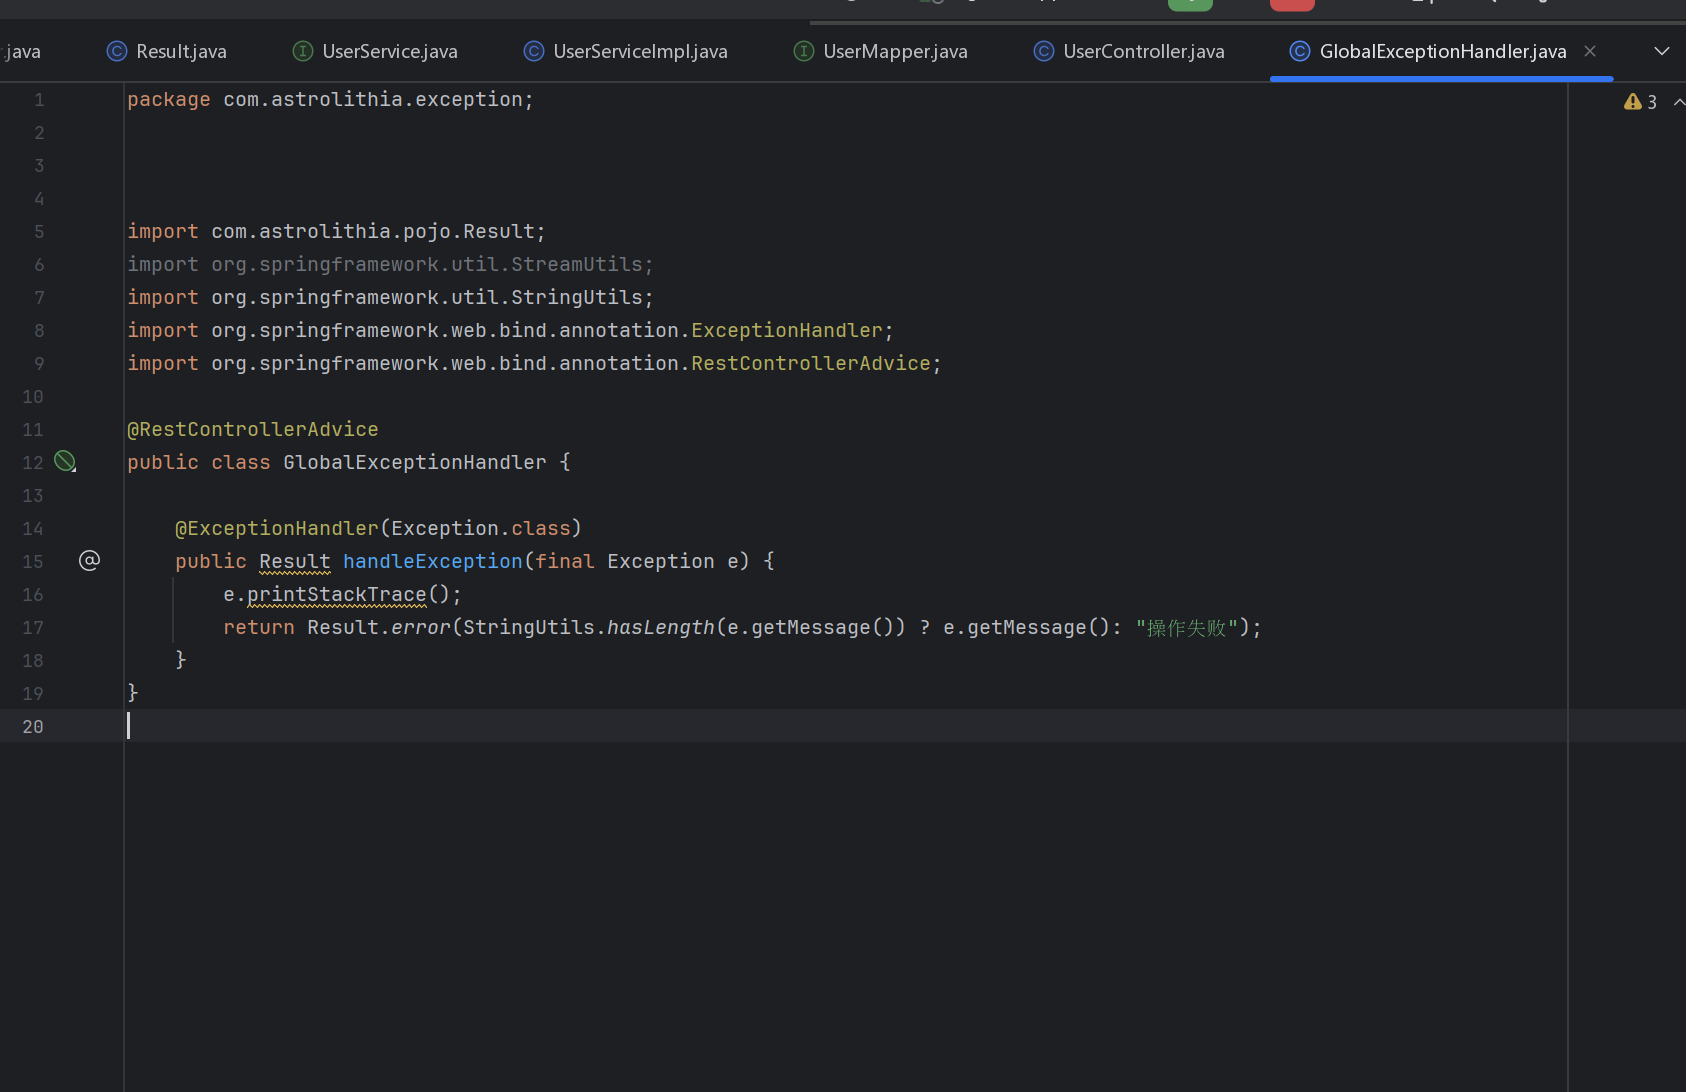 .java Result.java UserService.java UserServiceImpl.java UserMapper.java UserController.java GlobalExceptionHandler.java
3
1 package com.astrolithia.exception;
2
3
4
5 import com.astrolithia.pojo.Result;
6 import org.springframework.util.StreamUtils;
7 import org.springframework.util.StringUtils;
8 import org.springframework.web.bind.annotation.ExceptionHandler;
9 import org.springframework.web.bind.annotation.RestControllerAdvice;
10
11 @RestControllerAdvice
12 public class GlobalExceptionHandler {
13
14 @ExceptionHandler(Exception.class)
15 public Result handleException(final Exception e) {
16 e.printStackTrace();
17 return Result.error(StringUtils.hasLength(e.getMessage()) ? e.getMessage(): "操作失败");
18 }
19 }
20